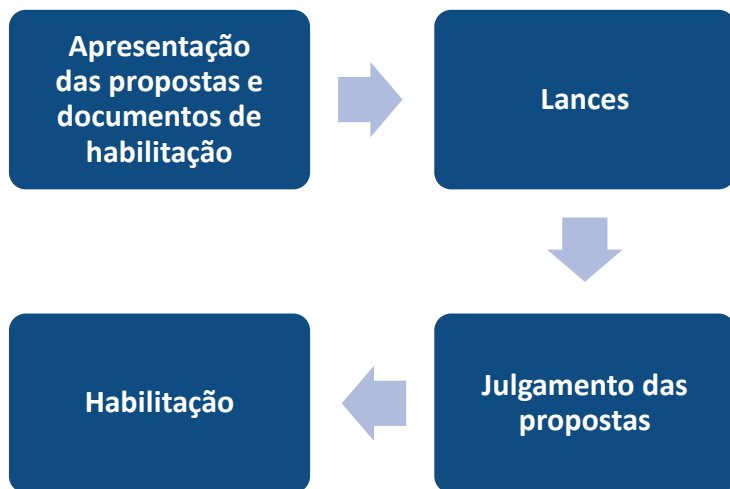 Apresentação
das propostas e
documentos de
habilitação
Lances
Julgamento das
propostas
Habilitação